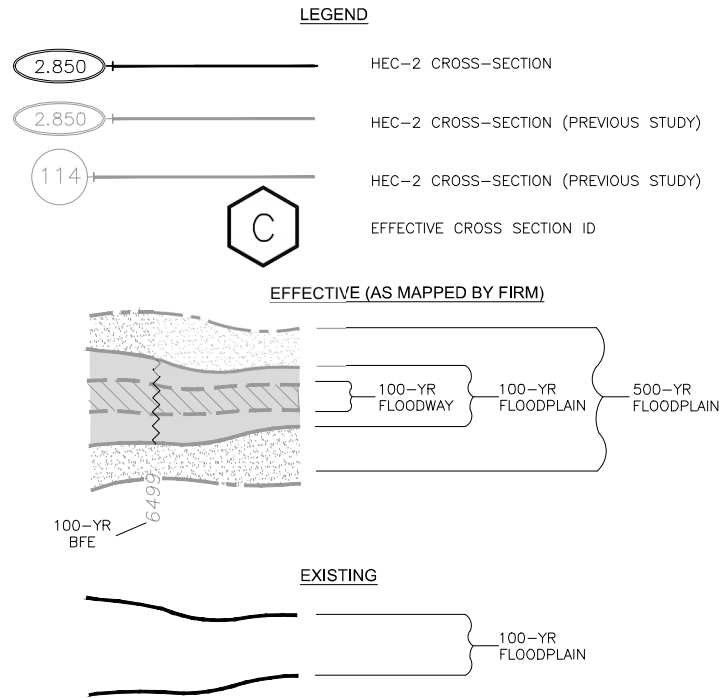 LEGEND
2.850
HEC-2 CROSS-SECTION
2.850
HEC-2 CROSS-SECTION (PREVIOUS STUDY)
114
HEC-2 CROSS-SECTION (PREVIOUS STUDY)
C
EFFECTIVE CROSS SECTION ID
EFFECTIVE (AS MAPPED BY FIRM)
100-YR
FLOODWAY
100-YR
FLOODPLAIN
500-YR
FLOODPLAIN
6499
100-YR
BFE
EXISTING
100-YR
FLOODPLAIN